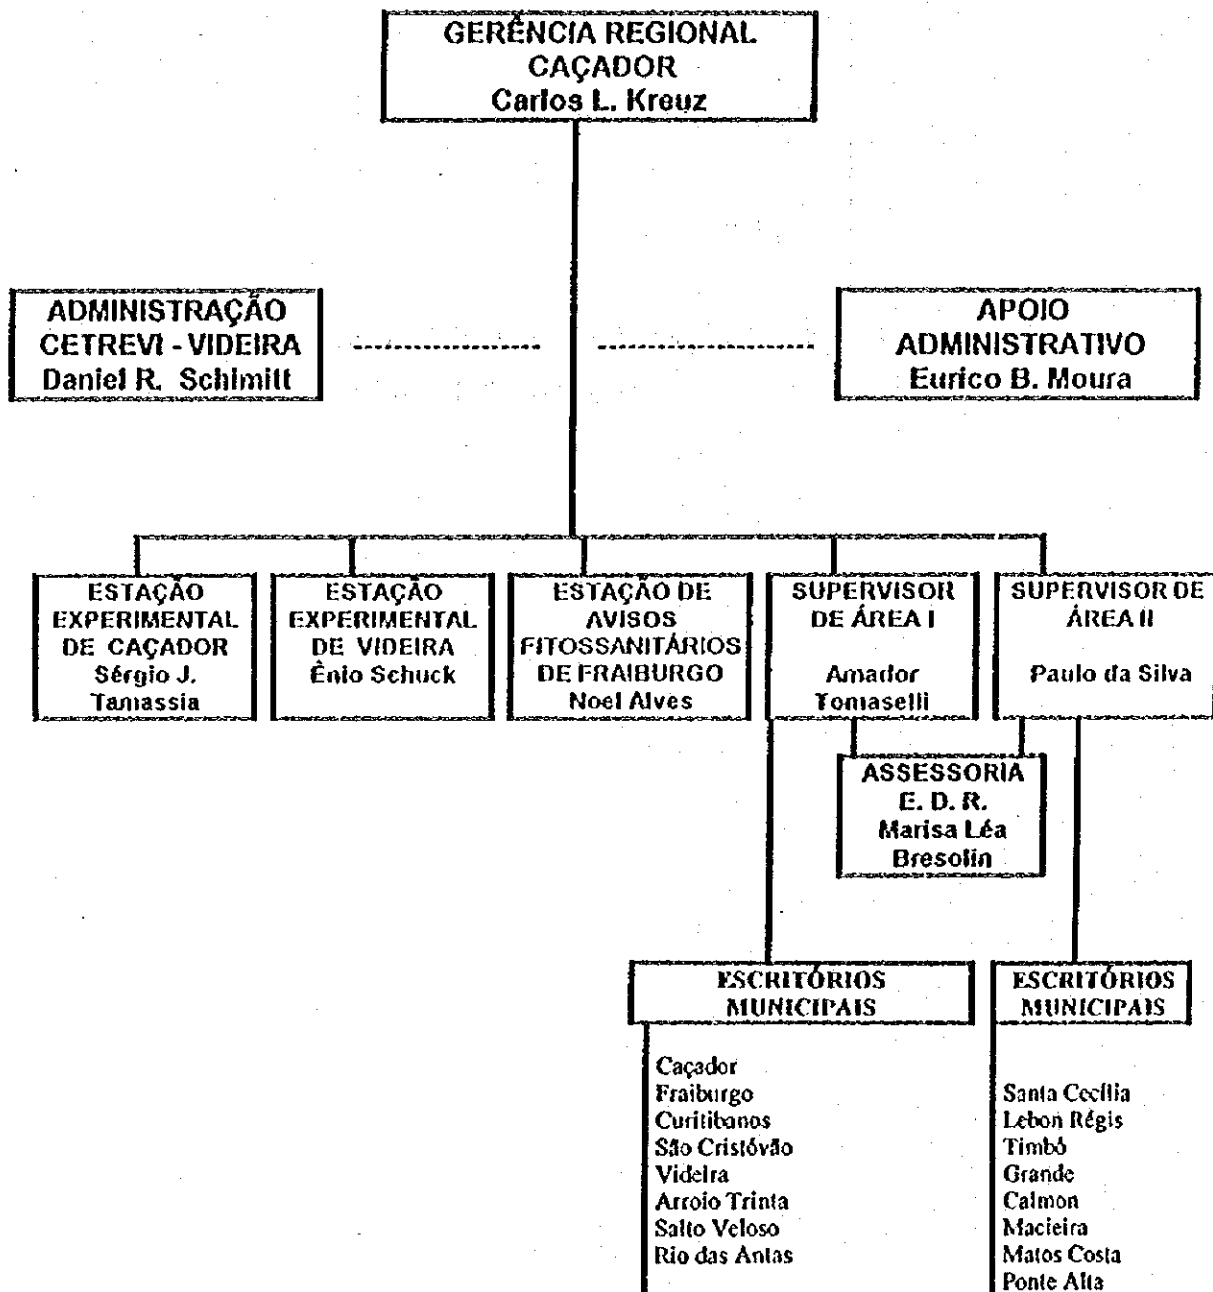 GERÊNCIA REGIONAL
CAÇADOR
Carlos L. Kreuz
ADMINISTRAÇÃO
CETREVI - VIDEIRA
Daniel R. Schimitt
APOIO
ADMINISTRATIVO
Eurico B. Moura
ESTAÇÃO
EXPERIMENTAL
DE CAÇADOR
Sérgio J.
Tamassia
ESTAÇÃO
EXPERIMENTAL
DE VIDEIRA
Ênio Schuck
ESTAÇÃO DE
AVISOS
FITOSSANITÁRIOS
DE FRAIBURGO
Noel Alves
SUPERVISOR
DE ÁREA I
Amador
Tomaselli
SUPERVISOR DE
ÁREA II
Paulo da Silva
ASSESSORIA
E. D. R.
Marisa Léa
Bresolin
ESCRITÓRIOS
MUNICIPAIS
Caçador
Fraiburgo
Curitibanos
São Cristóvão
Videira
Arroio Trinta
Salto Veloso
Rio das Antas
ESCRITÓRIOS
MUNICIPAIS
Santa Cecília
Lebon Régis
Timbó
Grande
Calmon
Macieira
Matos Costa
Ponte Alta